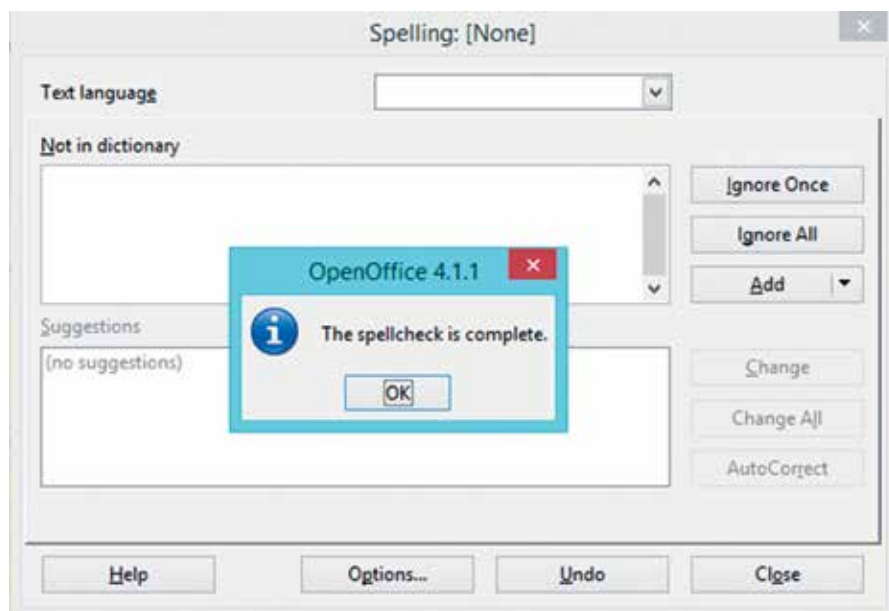 Spelling: [None]
Text language
Not in dictionary
Ignore Once
Ignore All
Add
OpenOffice 4.1.1
The spellcheck is complete.
OK
Suggestions
(no suggestions)
Change
Change All
AutoCorrect
Help
Options...
Undo
Close